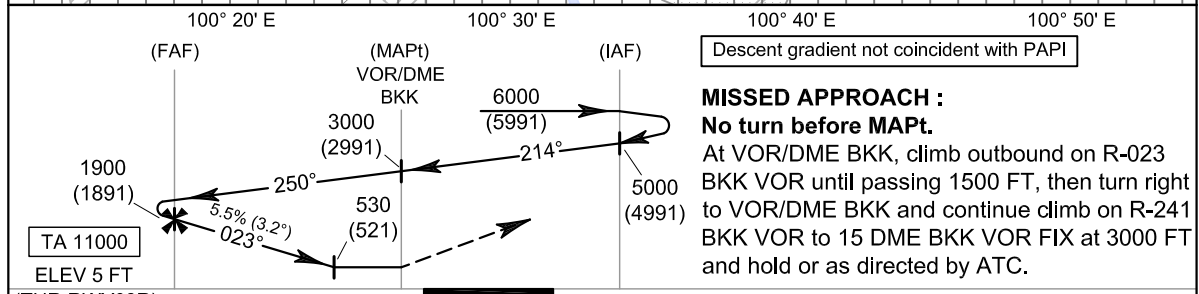 100° 20' E
100° 30' E
100° 40' E
100° 50' E
(FAF)
(MAPt)
VOR/DME
BKK
(IAF)
Descent gradient not coincident with PAPI
6000
(5991)
3000
(2991)
214°
5000
(4991)
1900
(1891)
250°
5.5% (3.2°)
023°
530
(521)
TA 11000
ELEV 5 FT
MISSED APPROACH :
No turn before MAPt.
At VOR/DME BKK, climb outbound on R-023
BKK VOR until passing 1500 FT, then turn right
to VOR/DME BKK and continue climb on R-241
BKK VOR to 15 DME BKK VOR FIX at 3000 FT
and hold or as directed by ATC.